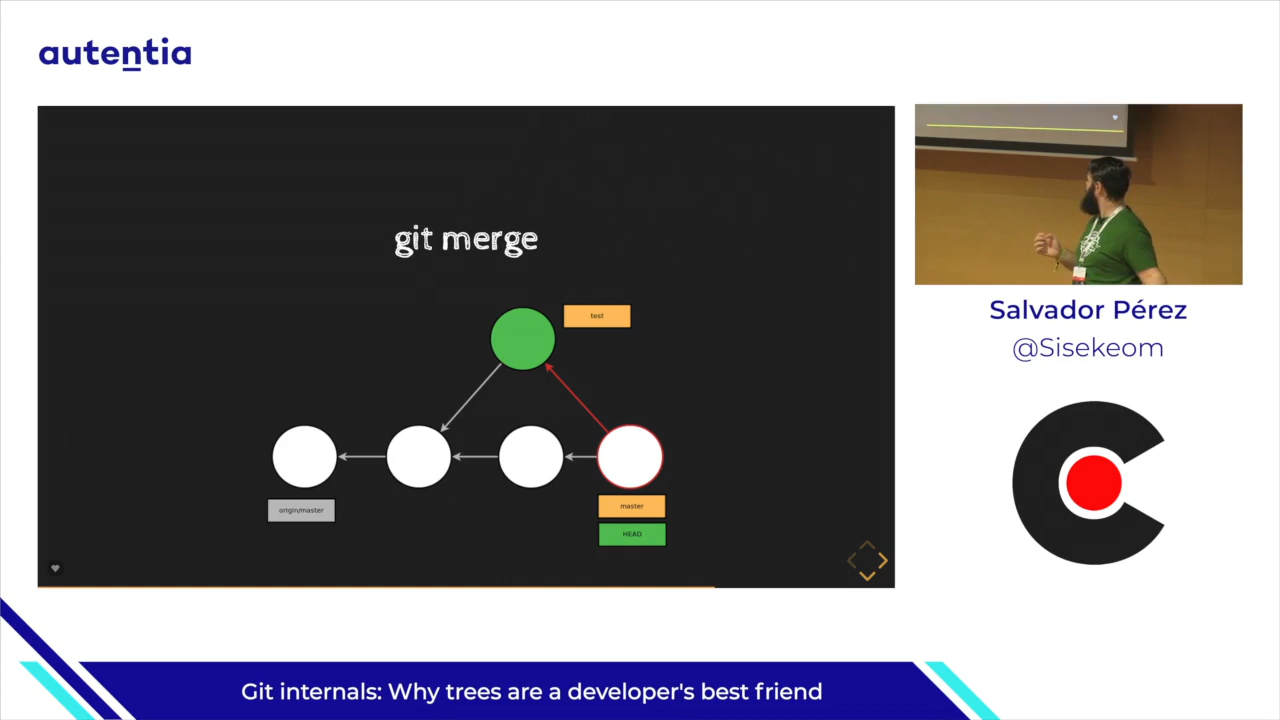 autentia
git merge
test
origin/master
master
HEAD
Salvador Pérez
@Sisekeom
Git internals: Why trees are a developer's best friend